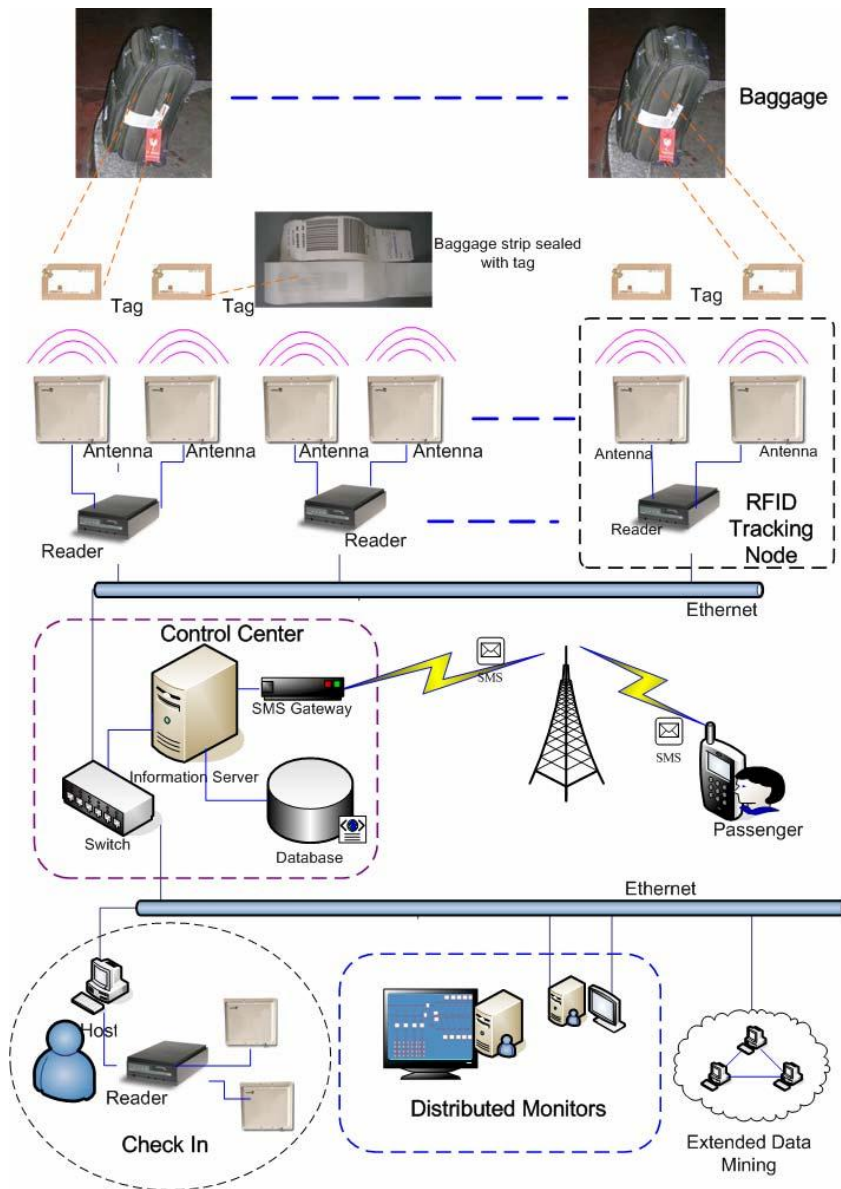 Baggage
Baggage strip sealed
with tag
Tag
Tag
Tag
Antenna
Antenna
Antenna
Antenna
Antenna
Antenna
Reader
Reader
Reader
RFID
Tracking
Node
Ethernet
Control Center
SMS
SMS Gateway
SMS
Information Server
Switch
Database
Passenger
Ethernet
Host
Reader
Check In
Distributed Monitors
Extended Data
Mining